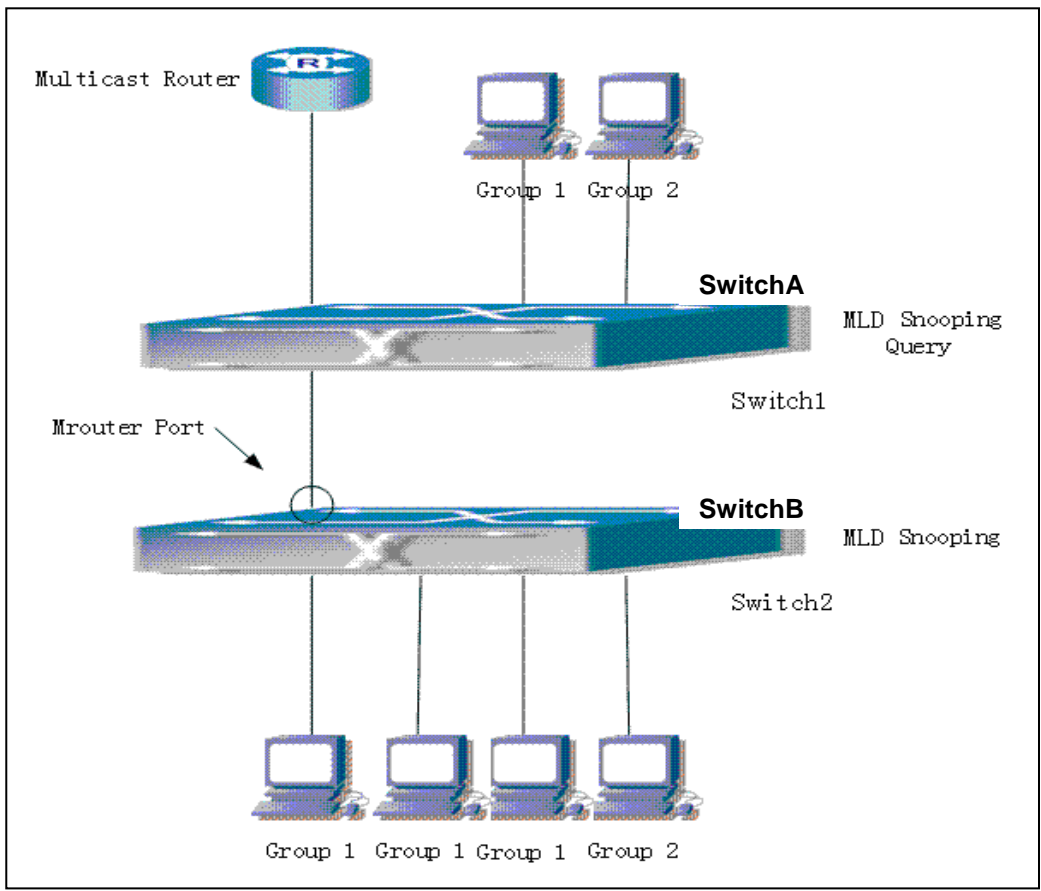 R
Multicast Router
Group 1 Group 2
SwitchA
MLD Snooping
Query
Switch1
Mrouter Port
SwitchB
MLD Snooping
Switch2
Group 1 Group 1 Group 1 Group 2